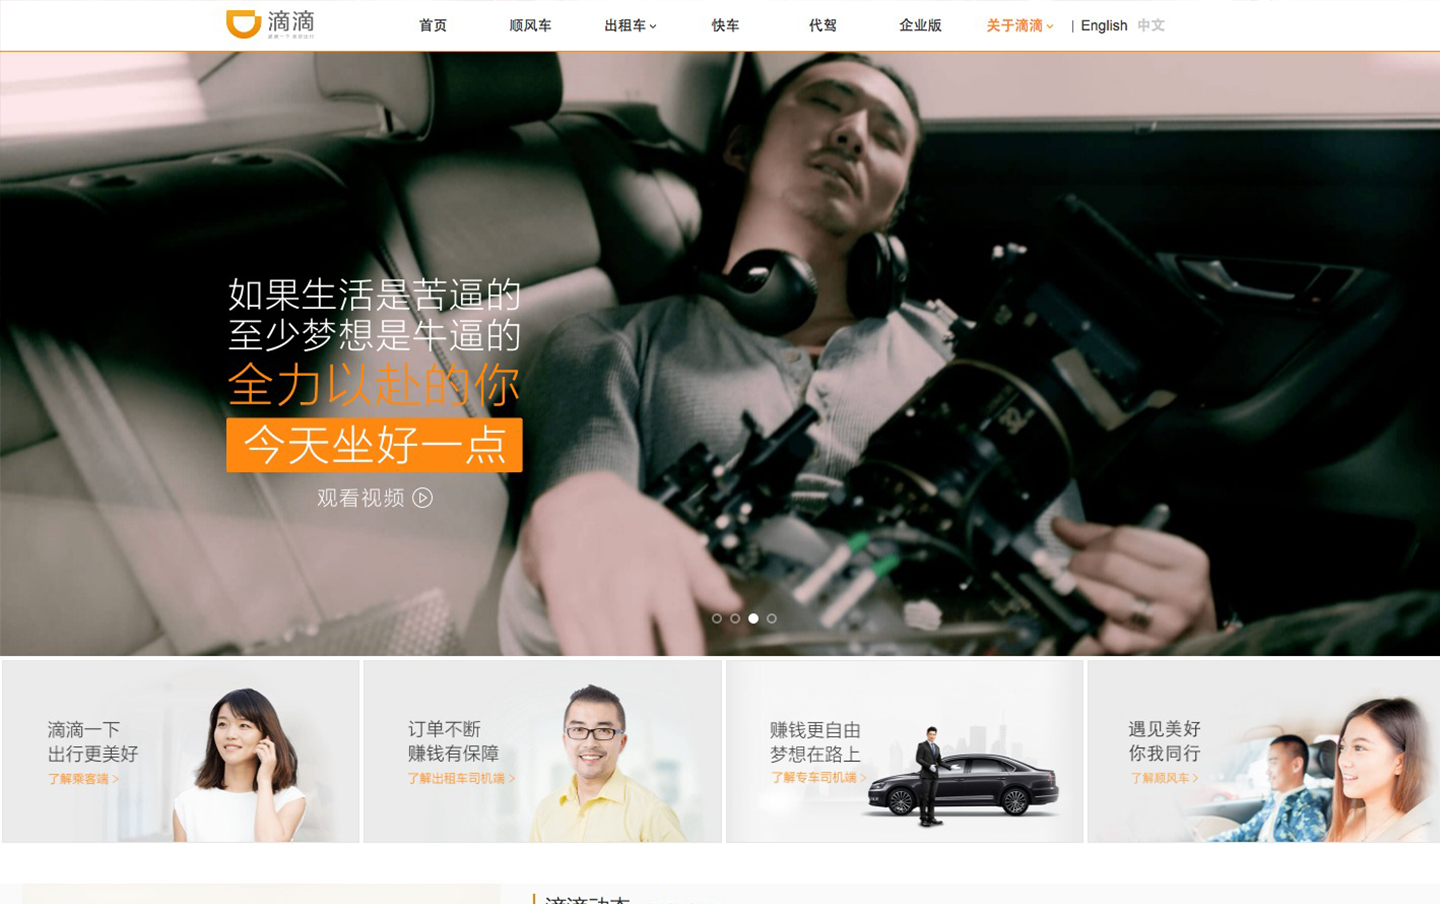 滴滴
首页
顺风车
出租车
快车
代驾
企业版
关于滴滴
| English 中文
如果生活是苦逼的
至少梦想是牛逼的
全力以赴的你
今天坐好一点
观看视频
32
滴滴一下
出行更美好
了解乘客端 >
订单不断
赚钱有保障
了解出租车司机端 >
赚钱更自由
梦想在路上
了解专车司机端 >
遇见美好
你我同行
了解顺风车 >
滴滴动态